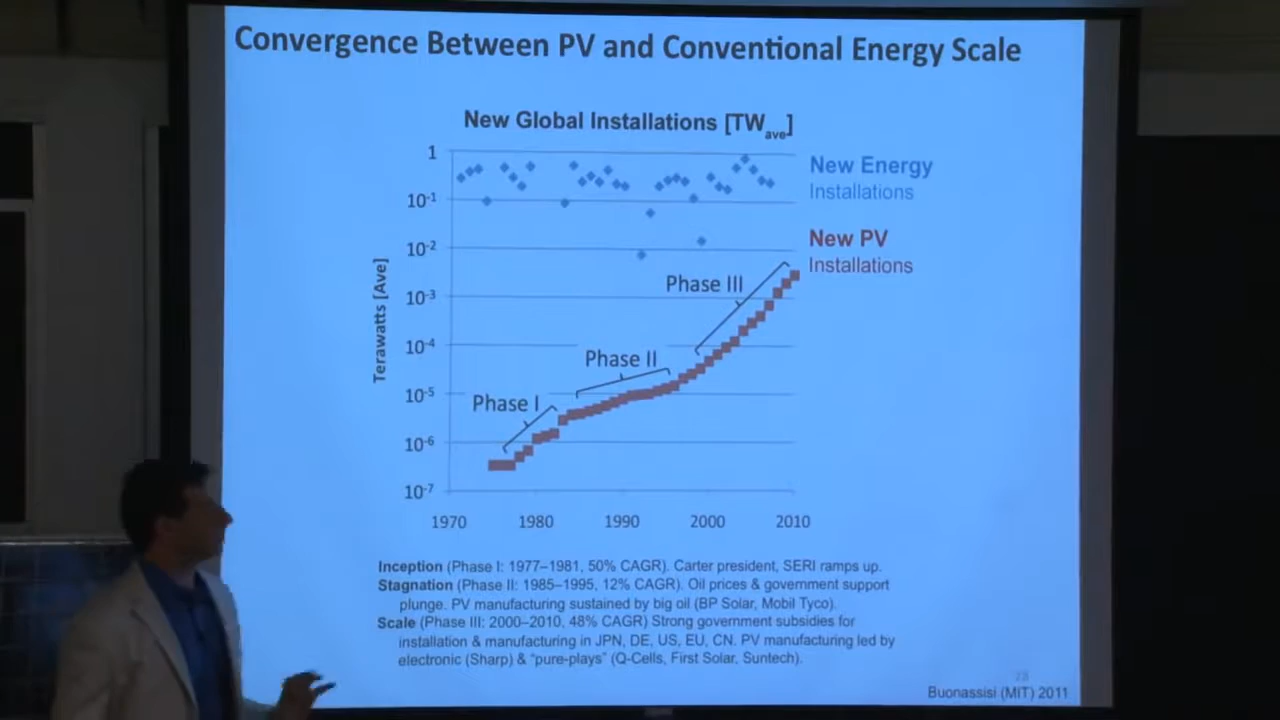 Convergence Between PV and Conventional Energy Scale
New Global Installations [TWave]
Terawatts [Ave]
1
10-1
10-2
10-3
10-4
10-5
10-6
10-7
1970 1980 1990 2000 2010
New Energy
Installations
New PV
Installations
Phase III
Phase II
Phase I
Inception (Phase I: 1977–1981, 50% CAGR). Carter president, SERI ramps up.
Stagnation (Phase II: 1985–1995, 12% CAGR). Oil prices & government support
plunge. PV manufacturing sustained by big oil (BP Solar, Mobil Tyco).
Scale (Phase III: 2000–2010, 48% CAGR) Strong government subsidies for
installation & manufacturing in JPN, DE, US, EU, CN. PV manufacturing led by
electronic (Sharp) & “pure-plays” (Q-Cells, First Solar, Suntech).
Buonassisi (MIT) 2011